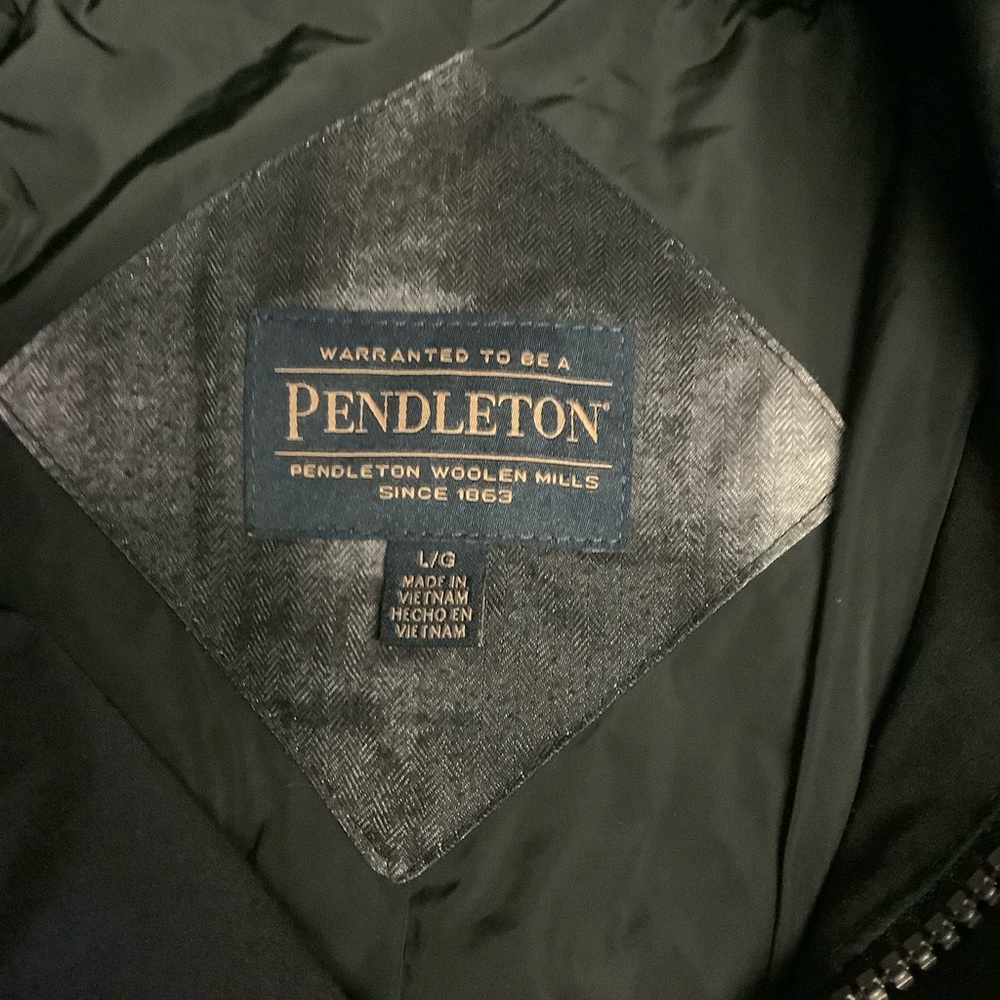 WARRANTED TO BE A
PENDLETON®
PENDLETON WOOLEN MILLS
SINCE 1863
L/G
MADE IN
VIETNAM
HECHO EN
VIETNAM